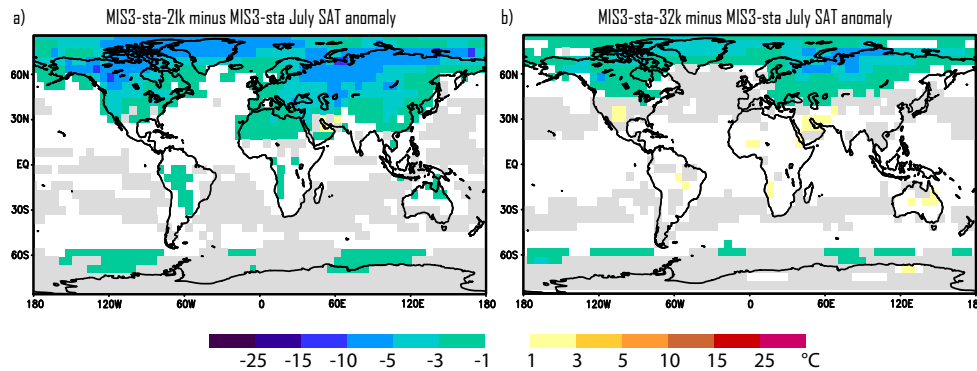 a) MIS3-sta-21k minus MIS3-sta July SAT anomaly
b) MIS3-sta-32k minus MIS3-sta July SAT anomaly
60N
30N
EQ
30S
60S
180 120W 60W 0 60E 120E 180
60N
30N
EQ
30S
60S
180 120W 60W 0 60E 120E 180
-25 -15 -10 -5 -3 -1
1 3 5 10 15 25 °C